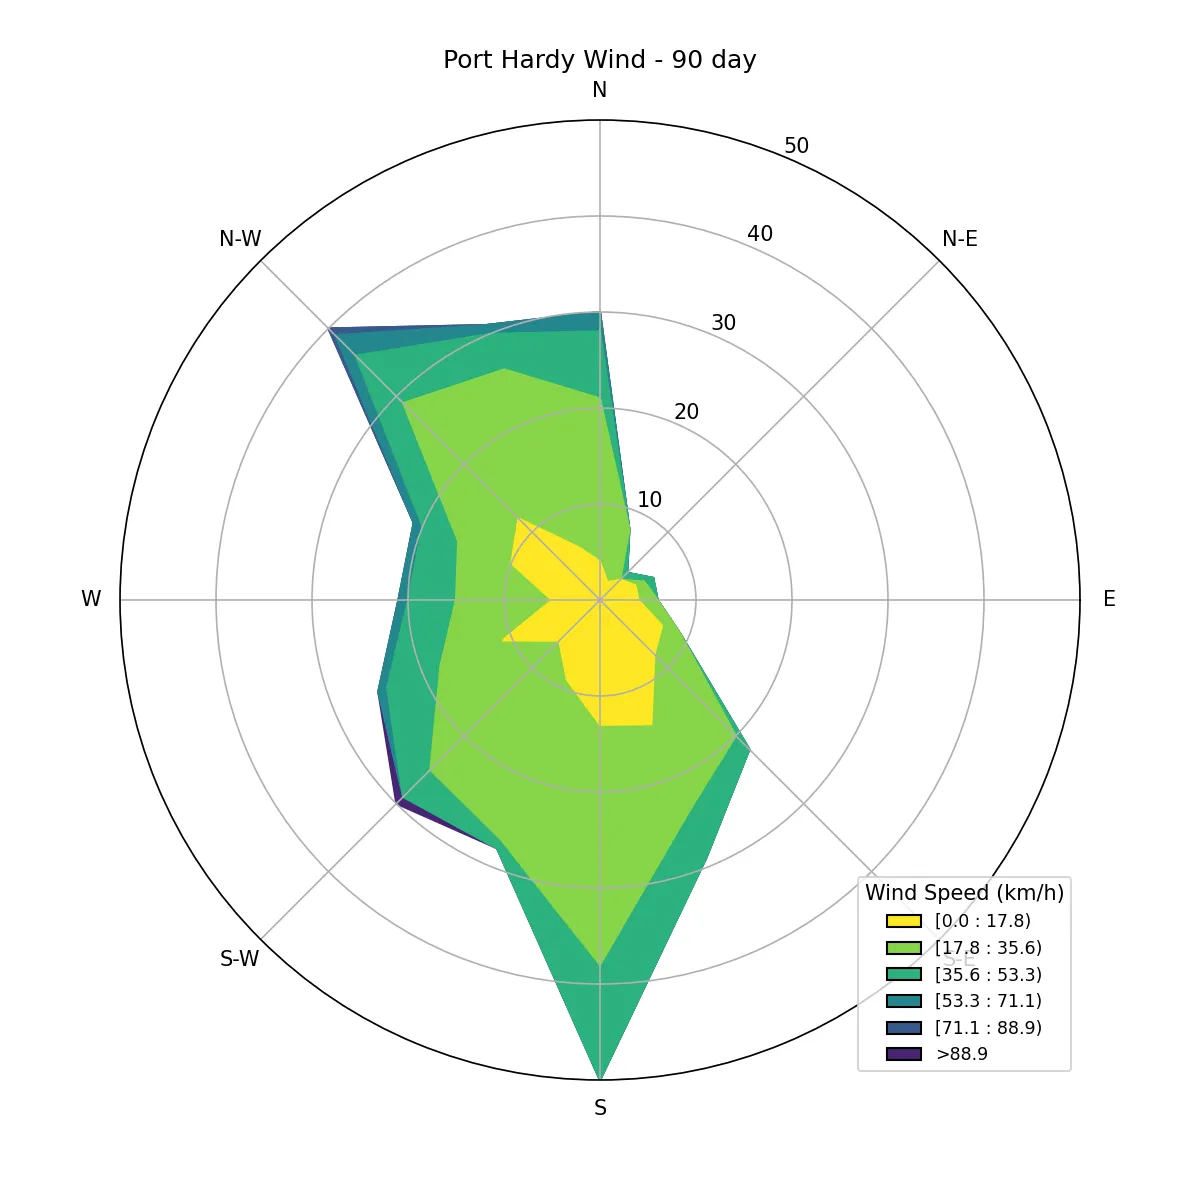 Port Hardy Wind - 90 day
N
50
40
N-W
N-E
30
20
10
W
E
Wind Speed (km/h)
[0.0 : 17.8)
[17.8 : 35.6)
S-W
S-E
[35.6 : 53.3)
[53.3 : 71.1)
[71.1 : 88.9)
>88.9
S